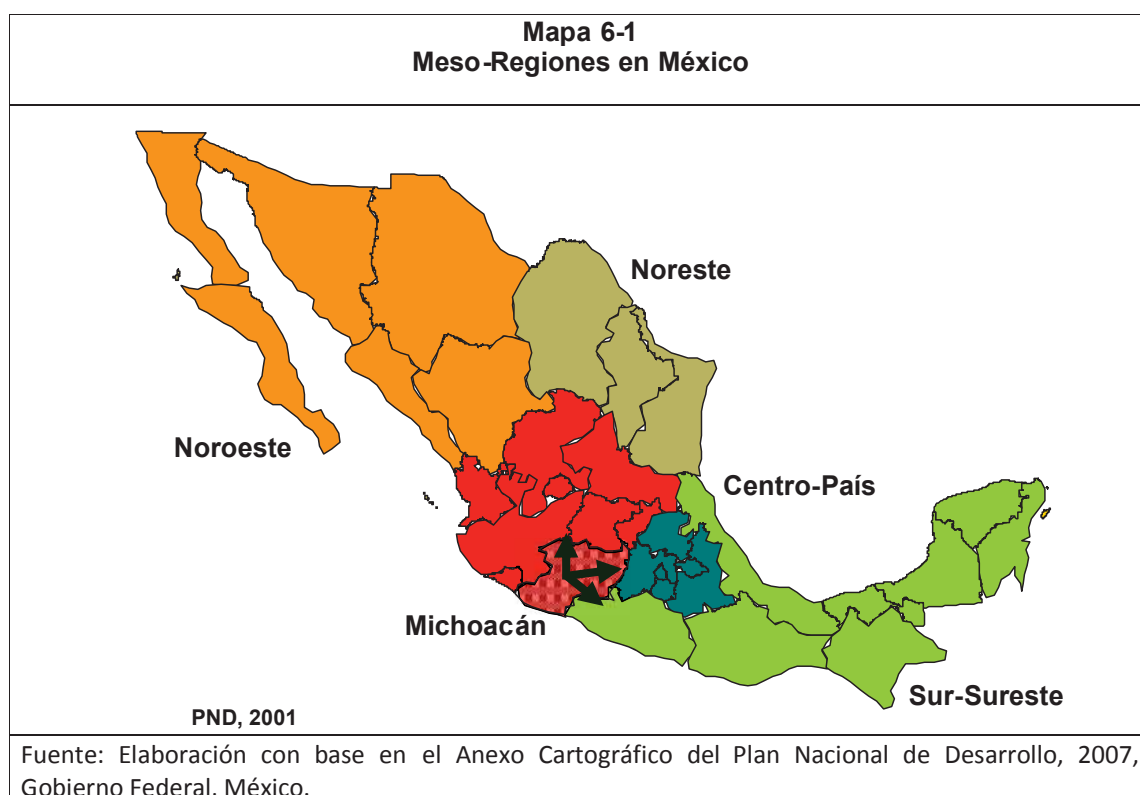 Mapa 6-1
Meso-Regiones en México
Noreste
Noroeste
Centro-País
Michoacán
Sur-Sureste
PND, 2001
Fuente: Elaboración con base en el Anexo Cartográfico del Plan Nacional de Desarrollo, 2007,
Gobierno Federal, México.